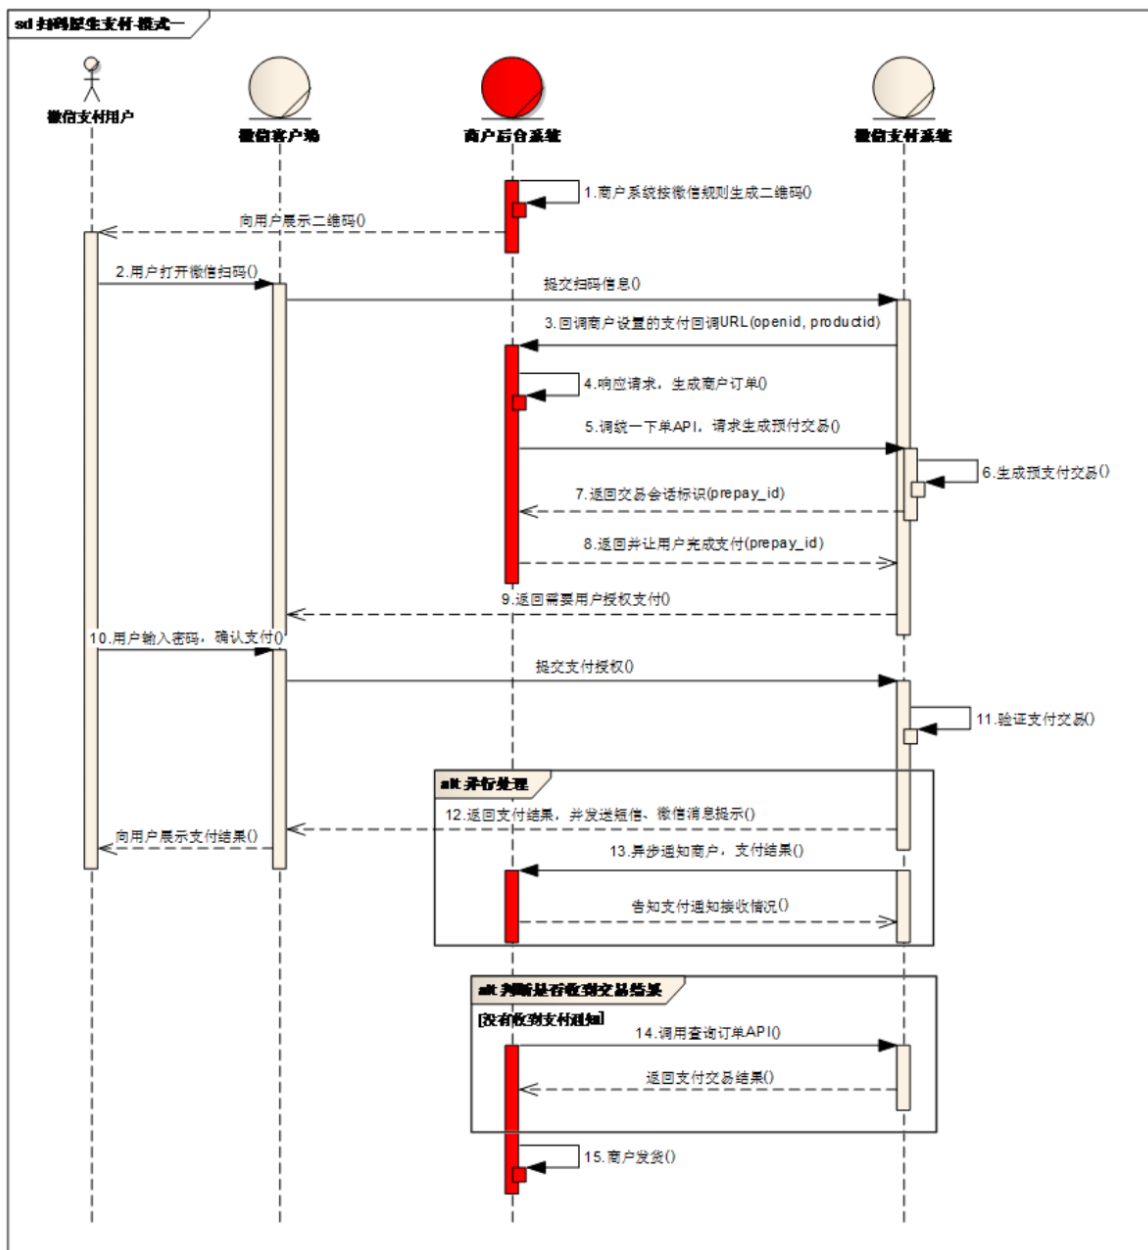 sd 扫码原生支付-模式一
微信支付用户
微信客户端
商户后台系统
微信支付系统
1.商户系统按微信规则生成二维码()
向用户展示二维码()
2.用户打开微信扫码()
提交扫码信息()
3.回调商户设置的支付回调URL(openid, productid)
4.响应请求，生成商户订单()
5.调统一下单API，请求生成预付交易()
6.生成预支付交易()
7.返回交易会话标识(prepay_id)
8.返回并让用户完成支付(prepay_id)
9.返回需要用户授权支付()
10.用户输入密码，确认支付()
提交支付授权()
11.验证支付交易()
alt 并行处理
12.返回支付结果，并发送短信、微信消息提示()
向用户展示支付结果()
13.异步通知商户，支付结果()
告知支付通知接收情况()
alt 判断是否收到交易结果
[没有收到支付通知]
14.调用查询订单API()
返回支付交易结果()
15.商户发货()